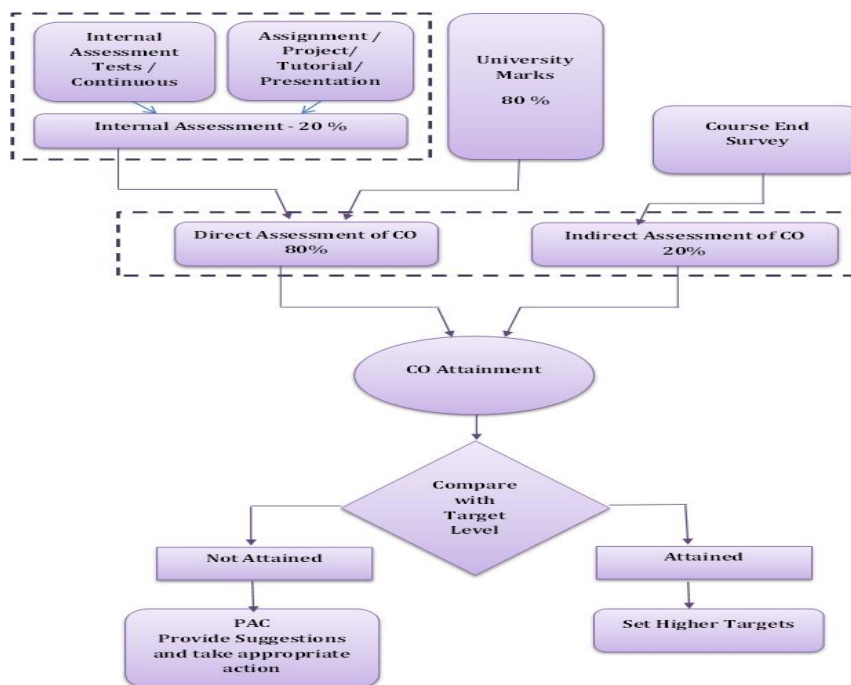 Internal
Assessment
Tests /
Continuous
Assignment /
Project/
Tutorial/
Presentation
Internal Assessment - 20 %
University
Marks
80 %
Course End
Survey
Direct Assessment of CO
80%
Indirect Assessment of CO
20%
CO Attainment
Compare
with
Target
Level
Not Attained
Attained
PAC
Provide Suggestions
and take appropriate
action
Set Higher Targets